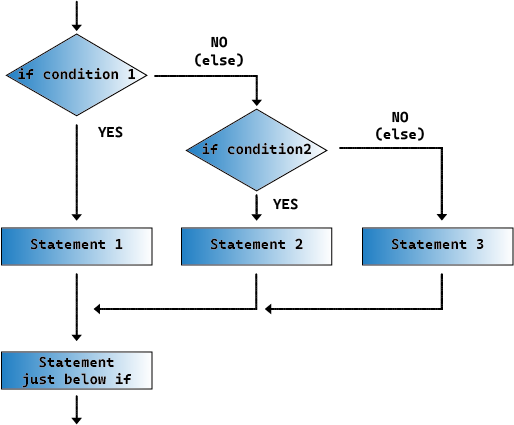 if condition 1
NO
(else)
YES
if condition2
NO
(else)
YES
Statement 1
Statement 2
Statement 3
Statement
just below if